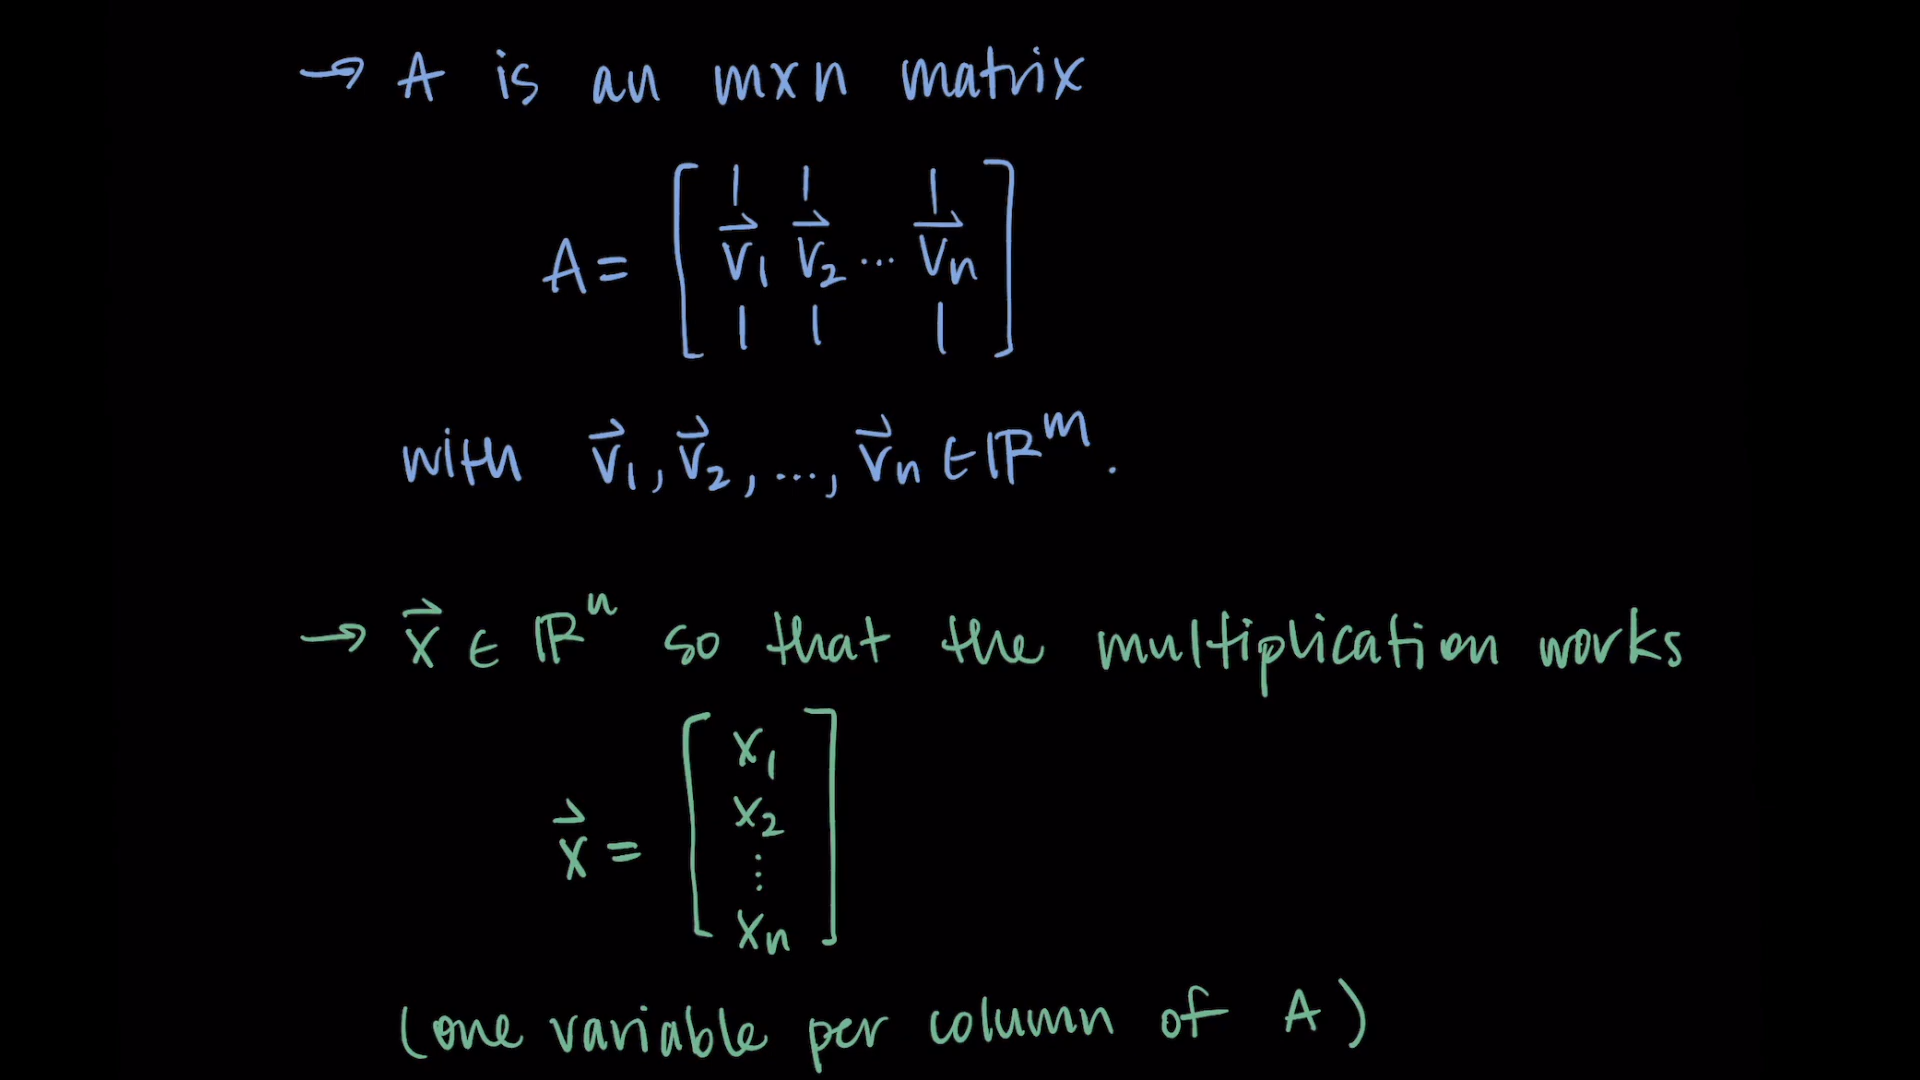 → A is an m×n matrix
A = [ | | | ; v⃗₁ v⃗₂ ... v⃗ₙ ; | | | ]
with v⃗₁, v⃗₂, ..., v⃗ₙ ∈ ℝᵐ.
→ x⃗ ∈ ℝⁿ so that the multiplication works
x⃗ = [ x₁ ; x₂ ; ⋮ ; xₙ ]
(one variable per column of A)